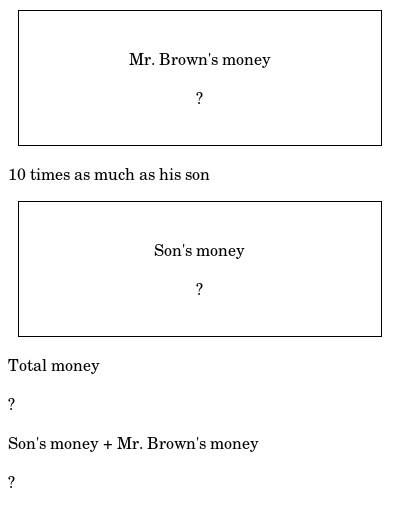 Mr. Brown's money
?
10 times as much as his son
Son's money
?
Total money
?
Son's money + Mr. Brown's money
?